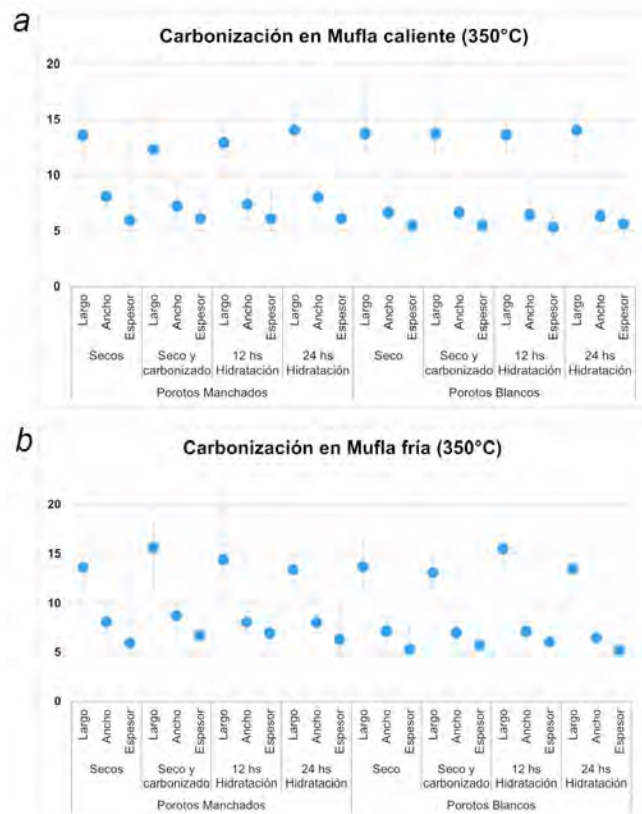 a
Carbonización en Mufla caliente (350°C)
20
15
10
5
0
Largo Ancho Espesor Largo Ancho Espesor Largo Ancho Espesor Largo Ancho Espesor Largo Ancho Espesor Largo Ancho Espesor Largo Ancho Espesor Largo Ancho Espesor
Secos Seco y 12 hs 24 hs Seco Seco y 12 hs 24 hs
carbonizado Hidratación Hidratación carbonizado Hidratación Hidratación
Porotos Manchados Porotos Blancos
b
Carbonización en Mufla fría (350°C)
20
15
10
5
0
Largo Ancho Espesor Largo Ancho Espesor Largo Ancho Espesor Largo Ancho Espesor Largo Ancho Espesor Largo Ancho Espesor Largo Ancho Espesor Largo Ancho Espesor
Secos Seco y 12 hs 24 hs Seco Seco y 12 hs 24 hs
carbonizado Hidratación Hidratación carbonizado Hidratación Hidratación
Porotos Manchados Porotos Blancos